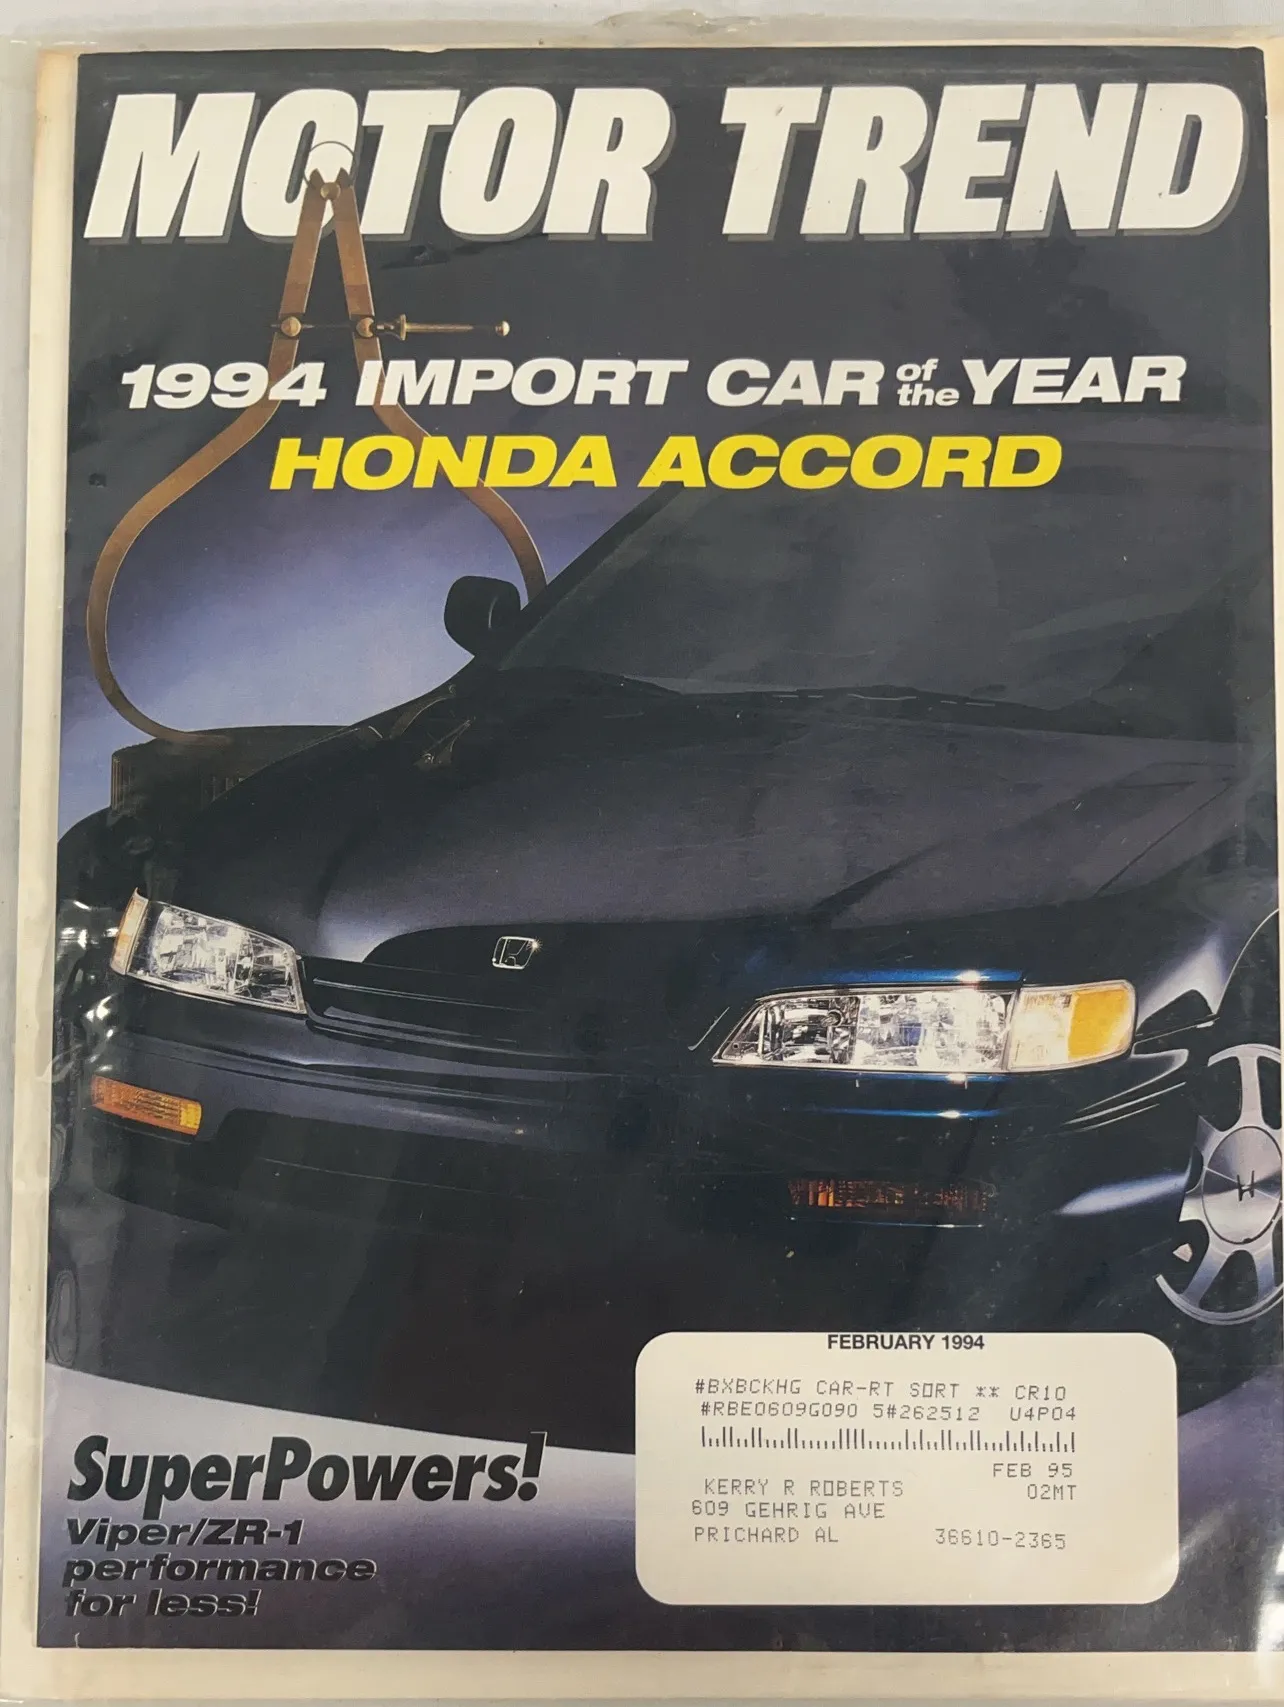 MOTOR TREND
1994 IMPORT CAR of the YEAR
HONDA ACCORD
FEBRUARY 1994
#BXBCKHG CAR-RT SORT ** CR10
#RBE0609G090 5#262512 U4P04
FEB 95
KERRY R ROBERTS 02MT
609 GEHRIG AVE
PRICHARD AL 36610-2365
SuperPowers!
Viper/ZR-1
performance
for less!